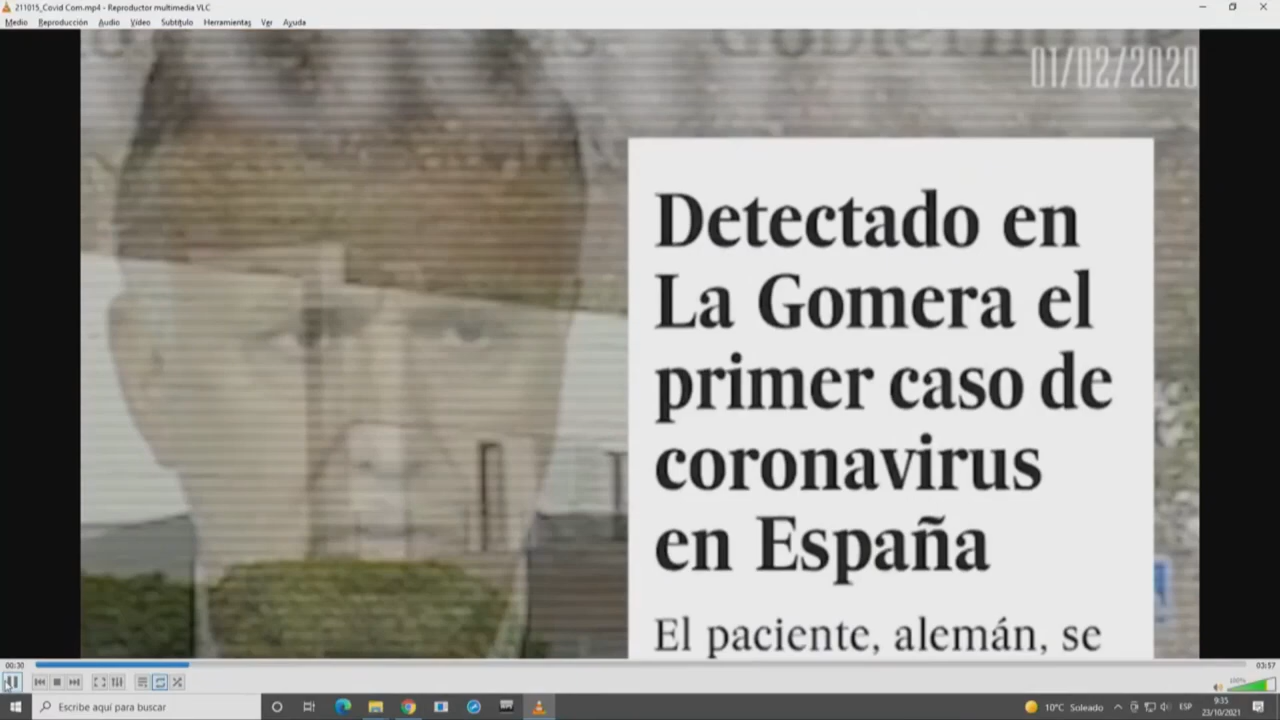 211015_Covid Com.mp4 - Reproductor multimedia VLC
Medio Reproducción Audio Vídeo Subtítulo Herramientas Ver Ayuda
01/02/2020
Detectado en
La Gomera el
primer caso de
coronavirus
en España
El paciente, alemán, se
00:30
03:57
100%
Escribe aquí para buscar
10°C Soleado
ESP
9:35
23/10/2021